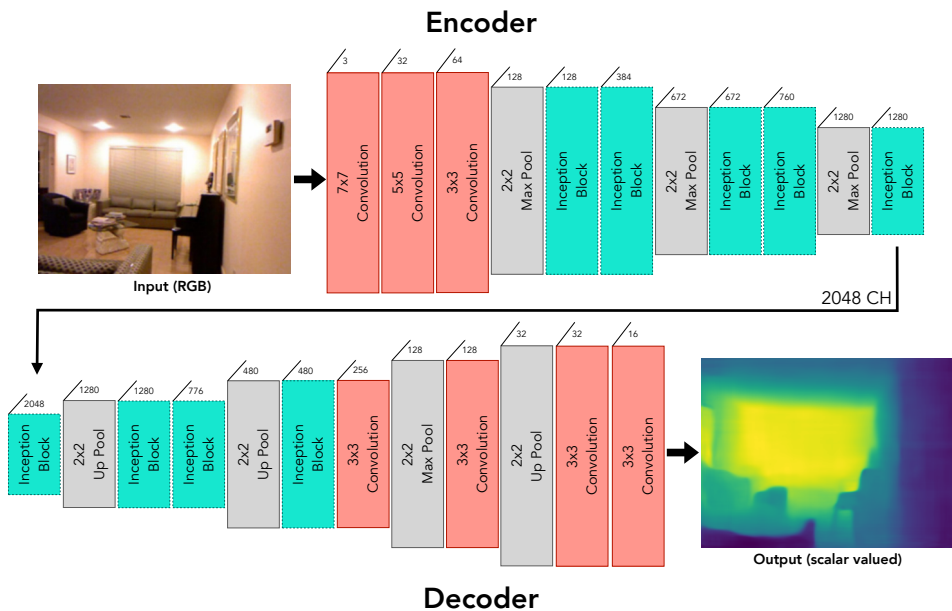 Encoder
3
32
64
128
128
384
672
672
760
1280
1280
7x7
Convolution
5x5
Convolution
3x3
Convolution
2x2
Max Pool
Inception
Block
Inception
Block
2x2
Max Pool
Inception
Block
Inception
Block
2x2
Max Pool
Inception
Block
Input (RGB)
2048 CH
2048
1280
1280
776
480
480
256
128
128
32
32
16
Inception
Block
2x2
Up Pool
Inception
Block
Inception
Block
2x2
Up Pool
Inception
Block
3x3
Convolution
2x2
Max Pool
3x3
Convolution
2x2
Up Pool
3x3
Convolution
3x3
Convolution
Output (scalar valued)
Decoder